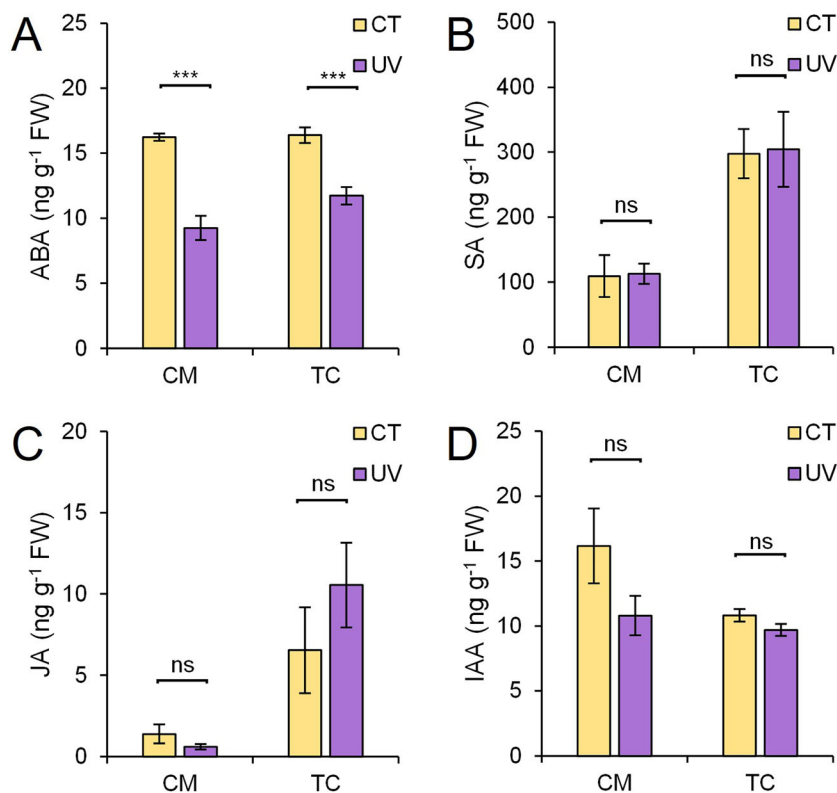 A
ABA (ng g⁻¹ FW)
25
20
15
10
5
0
CT
UV
***
***
CM
TC
B
SA (ng g⁻¹ FW)
500
400
300
200
100
0
CT
UV
ns
ns
CM
TC
C
JA (ng g⁻¹ FW)
20
15
10
5
0
CT
UV
ns
ns
CM
TC
D
IAA (ng g⁻¹ FW)
25
20
15
10
5
0
CT
UV
ns
ns
CM
TC